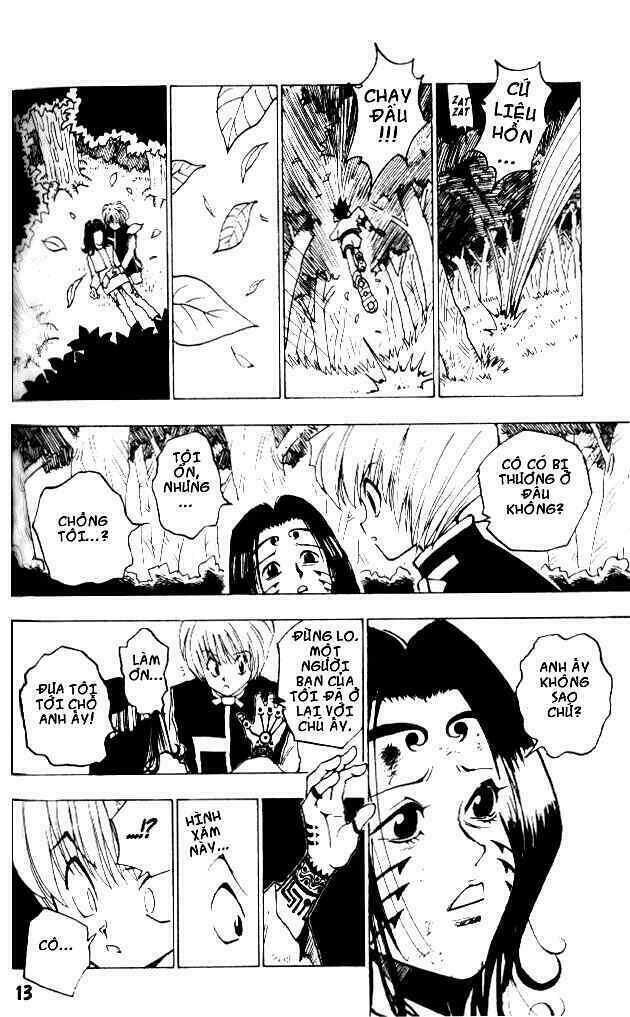 CỨ
LIỆU
HỒN
...
ZAT
ZAT
CHẠY
ĐÂU
!!!
CÔ CÓ BỊ
THƯƠNG Ở
ĐÂU
KHÔNG?
TÔI
ỔN,
NHƯNG
...
CHỒNG
TÔI...?
ANH ẤY
KHÔNG
SAO
CHỨ?
ĐỪNG LO.
MỘT
NGƯỜI
BẠN CỦA
TÔI ĐÃ Ở
LẠI VỚI
CHÚ ẤY.
LÀM
ƠN...
ĐƯA TÔI
TỚI CHỖ
ANH ẤY!
HÌNH
XĂM
NÀY...
.....!?
CÔ...
13